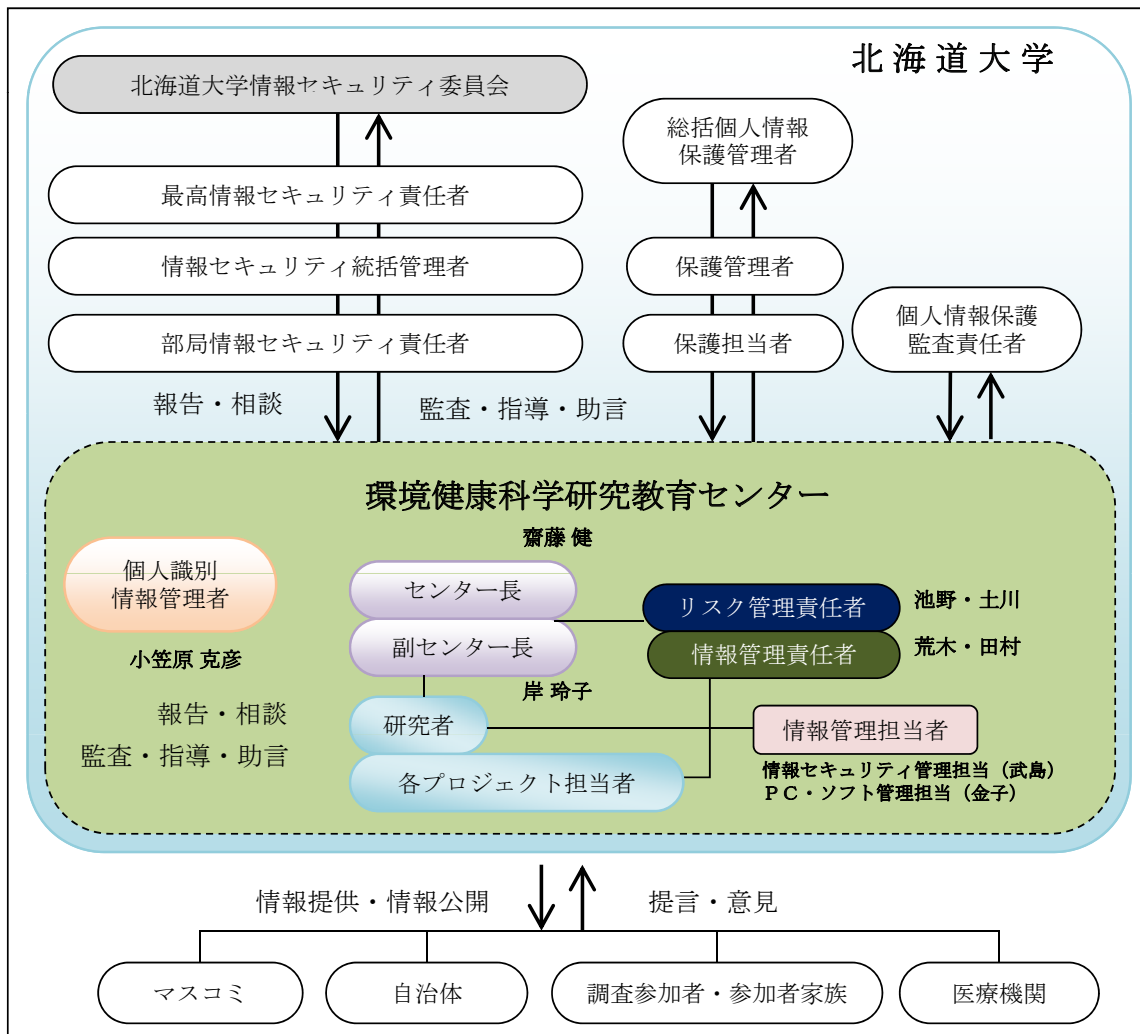 北海道大学
北海道大学情報セキュリティ委員会
総括個人情報
保護管理者
最高情報セキュリティ責任者
情報セキュリティ統括管理者
保護管理者
部局情報セキュリティ責任者
保護担当者
個人情報保護
監査責任者
報告・相談
監査・指導・助言
環境健康科学研究教育センター
齋藤 健
個人識別
情報管理者
小笠原 克彦
センター長
副センター長
岸 玲子
リスク管理責任者
池野・土川
情報管理責任者
荒木・田村
報告・相談
監査・指導・助言
研究者
各プロジェクト担当者
情報管理担当者
情報セキュリティ管理担当（武島）
ＰＣ・ソフト管理担当（金子）
情報提供・情報公開
提言・意見
マスコミ
自治体
調査参加者・参加者家族
医療機関